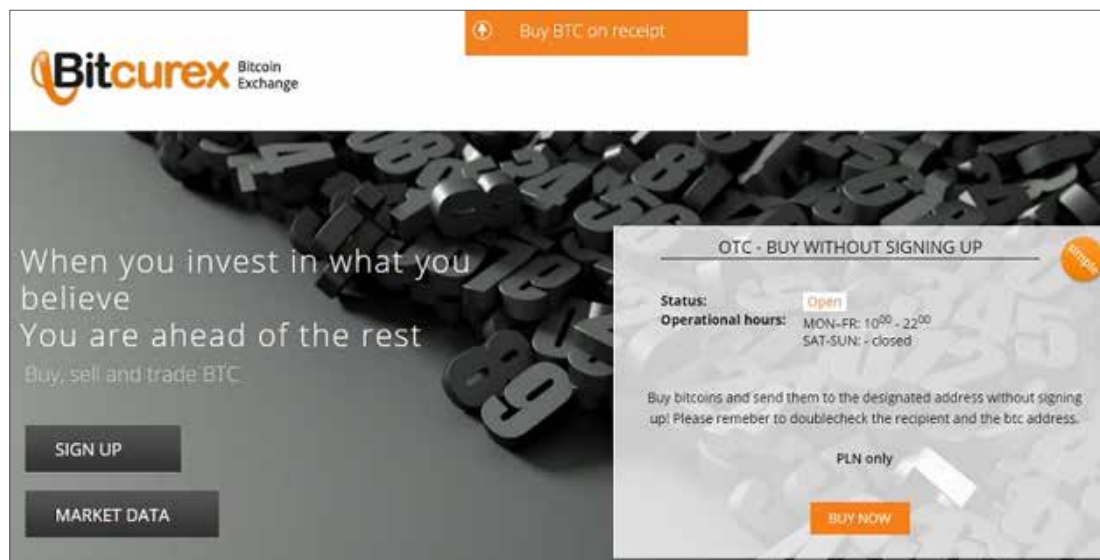 Buy BTC on receipt
Bitcurex
Bitcoin
Exchange
When you invest in what you
believe
You are ahead of the rest
Buy, sell and trade BTC
SIGN UP
MARKET DATA
OTC - BUY WITHOUT SIGNING UP
simple
Status: Open
Operational hours: MON-FR: 10⁰⁰ - 22⁰⁰
SAT-SUN: - closed
Buy bitcoins and send them to the designated address without signing
up! Please remeber to doublecheck the recipient and the btc address.
PLN only
BUY NOW